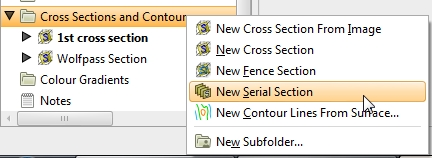 Cross Sections and Contour
1st cross section
Wolfpass Section
Colour Gradients
Notes
New Cross Section From Image
New Cross Section
New Fence Section
New Serial Section
New Contour Lines From Surface...
New Subfolder...